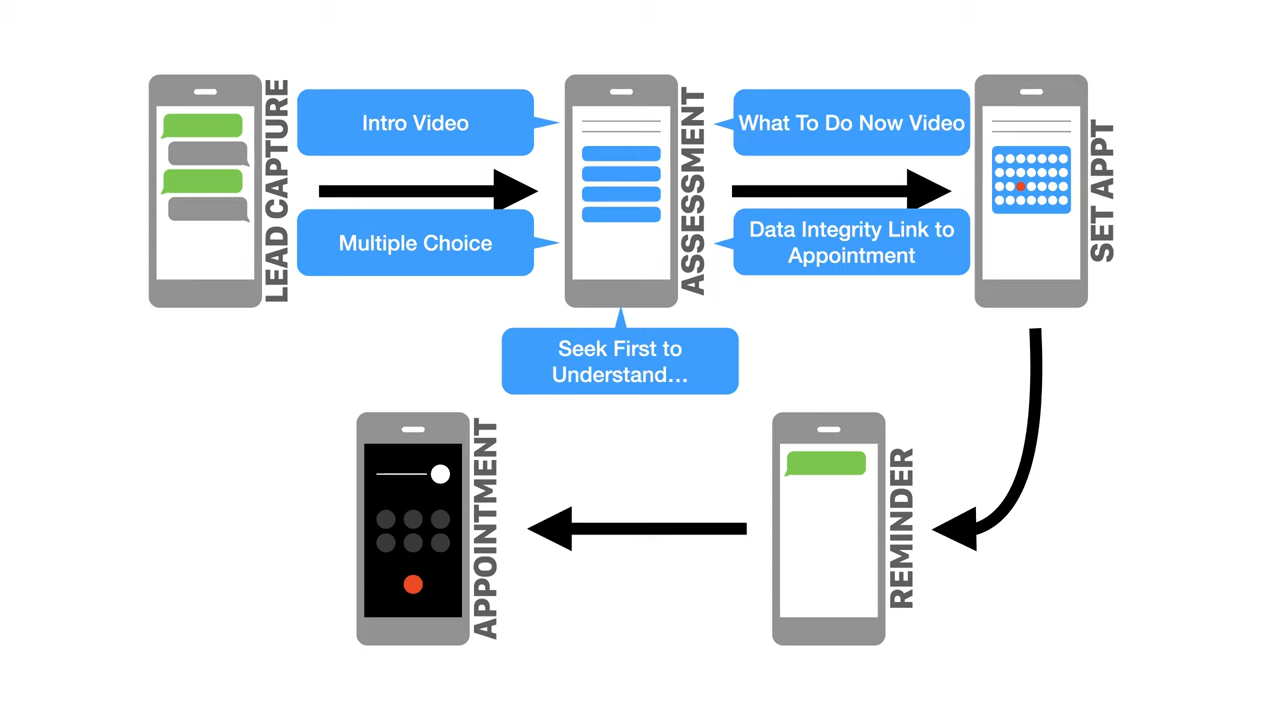 LEAD CAPTURE
Intro Video
Multiple Choice
ASSESSMENT
Seek First to
Understand...
What To Do Now Video
Data Integrity Link to
Appointment
SET APPT
REMINDER
APPOINTMENT